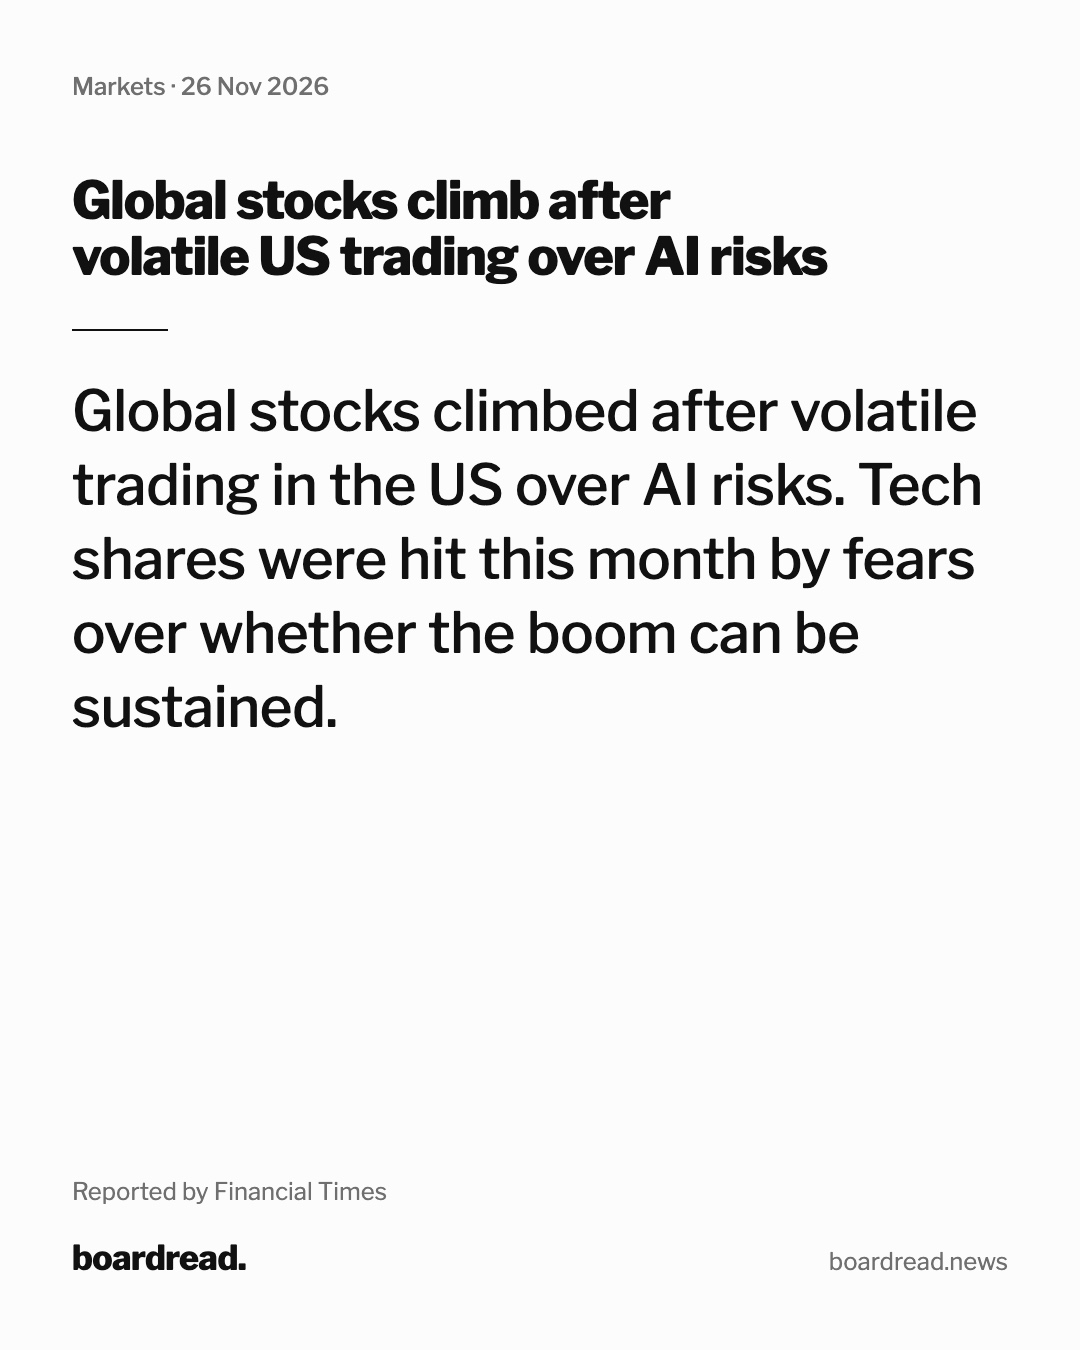 Markets · 26 Nov 2026
Global stocks climb after
volatile US trading over AI risks
Global stocks climbed after volatile
trading in the US over AI risks. Tech
shares were hit this month by fears
over whether the boom can be
sustained.
Reported by Financial Times
boardread.
boardread.news